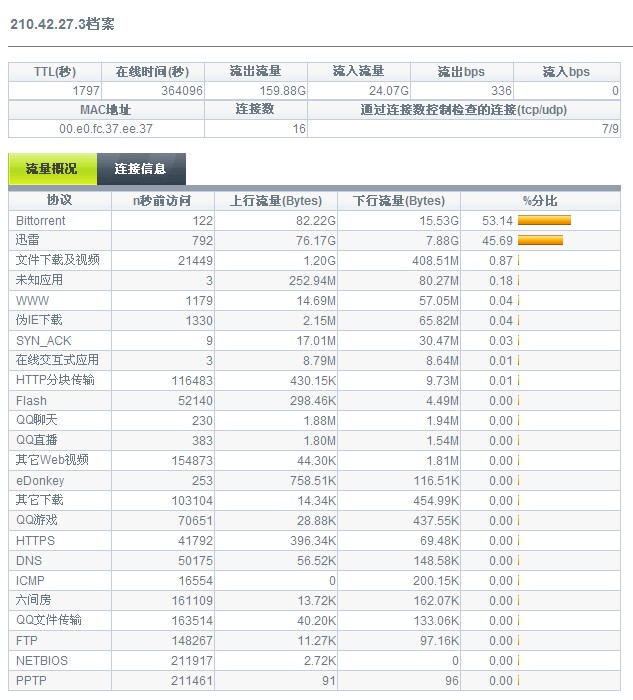 210.42.27.3档案
TTL(秒) 在线时间(秒) 流出流量 流入流量 流出bps 流入bps
1797 364096 159.88G 24.07G 336 0
MAC地址 连接数 通过连接数控制检查的连接(tcp/udp)
00.e0.fc.37.ee.37 16 7/9
流量概况 连接信息
协议 n秒前访问 上行流量(Bytes) 下行流量(Bytes) %分比
Bittorrent 122 82.22G 15.53G 53.14
迅雷 792 76.17G 7.88G 45.69
文件下载及视频 21449 1.20G 408.51M 0.87
未知应用 3 252.94M 80.27M 0.18
WWW 1179 14.69M 57.05M 0.04
伪IE下载 1330 2.15M 65.82M 0.04
SYN_ACK 9 17.01M 30.47M 0.03
在线交互式应用 3 8.79M 8.64M 0.01
HTTP分块传输 116483 430.15K 9.73M 0.01
Flash 52140 298.46K 4.49M 0.00
QQ聊天 230 1.88M 1.94M 0.00
QQ直播 383 1.80M 1.54M 0.00
其它Web视频 154873 44.30K 1.81M 0.00
eDonkey 253 758.51K 116.51K 0.00
其它下载 103104 14.34K 454.99K 0.00
QQ游戏 70651 28.88K 437.55K 0.00
HTTPS 41792 396.34K 69.48K 0.00
DNS 50175 56.52K 148.58K 0.00
ICMP 16554 0 200.15K 0.00
六间房 161109 13.72K 162.07K 0.00
QQ文件传输 163514 40.20K 133.06K 0.00
FTP 148267 11.27K 97.16K 0.00
NETBIOS 211917 2.72K 0 0.00
PPTP 211461 91 96 0.00